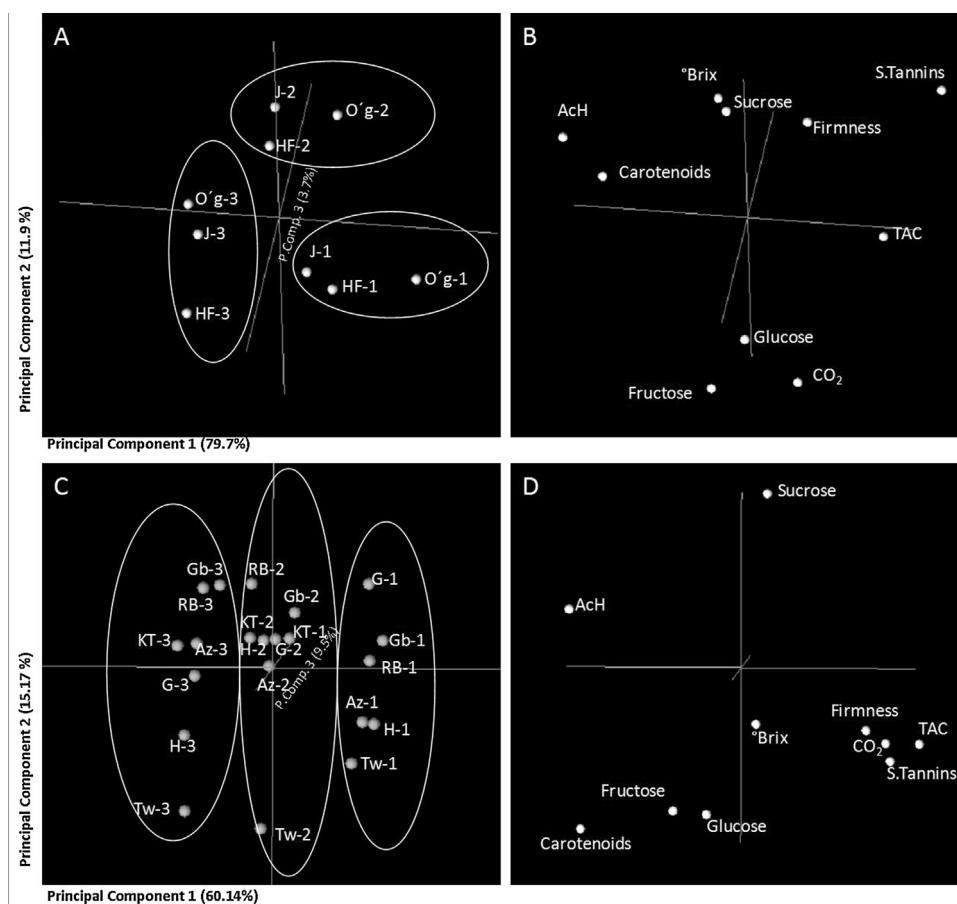 A
J-2
O´g-2
HF-2
O´g-3
J-3
HF-3
P.Comp. 3 (3.7%)
J-1
HF-1
O´g-1
Principal Component 2 (11.9 %)
Principal Component 1 (79.7%)
B
°Brix
S.Tannins
AcH
Sucrose
Firmness
Carotenoids
TAC
Glucose
CO₂
Fructose
C
Gb-3
RB-2
G-1
RB-3
Gb-2
KT-3
KT-2
KT-1
Gb-1
Az-3
H-2
G-2
RB-1
G-3
Az-2
P.Comp. 3 (9.5%)
Az-1
H-3
H-1
Tw-1
Tw-3
Tw-2
Principal Component 2 (15.17 %)
Principal Component 1 (60.14%)
D
Sucrose
AcH
Firmness
TAC
°Brix
CO₂
S.Tannins
Fructose
Glucose
Carotenoids